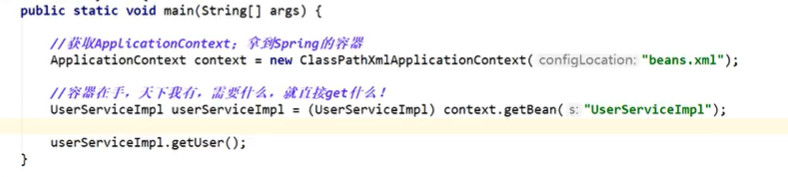 public static void main(String[] args) {
//获取ApplicationContext；拿到Spring的容器
ApplicationContext context = new ClassPathXmlApplicationContext( configLocation: "beans.xml");
//容器在手，天下我有，需要什么，就直接get什么！
UserServiceImpl userServiceImpl = (UserServiceImpl) context.getBean( s: "UserServiceImpl");
userServiceImpl.getUser();
}